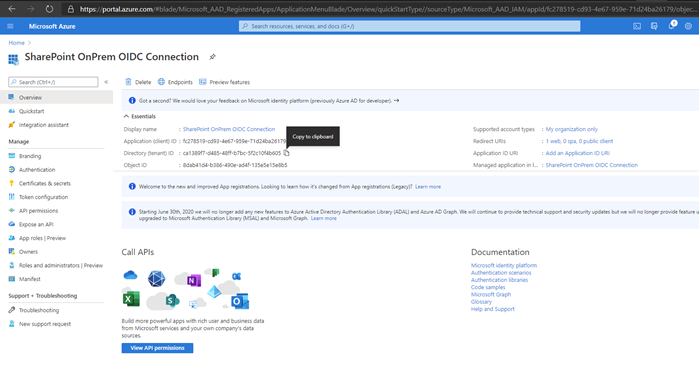 https://portal.azure.com/#blade/Microsoft_AAD_RegisteredApps/ApplicationMenuBlade/Overview/quickStartType//sourceType/Microsoft_AAD_IAM/appId/fc278519-cd93-4e67-959e-71d24ba26179/objec...
Microsoft Azure
Search resources, services, and docs (G+/)
Home >
SharePoint OnPrem OIDC Connection
Search (Ctrl+/)
«
Delete
Endpoints
Preview features
Overview
Quickstart
Integration assistant
Manage
Branding
Authentication
Certificates & secrets
Token configuration
API permissions
Expose an API
App roles | Preview
Owners
Roles and administrators | Preview
Manifest
Support + Troubleshooting
Troubleshooting
New support request
Got a second? We would love your feedback on Microsoft identity platform (previously Azure AD for developer). →
Essentials
Display name : SharePoint OnPrem OIDC Connection
Application (client) ID : fc278519-cd93-4e67-959e-71d24ba26179
Directory (tenant) ID : ca1389f7-d485-48ff-b7bc-5f2c10f4b605
Object ID : 8dab41d4-b386-490e-ad4f-135e5e15e8b5
Copy to clipboard
Supported account types : My organization only
Redirect URIs : 1 web, 0 spa, 0 public client
Application ID URI : Add an Application ID URI
Managed application in l... : SharePoint OnPrem OIDC Connection
Welcome to the new and improved App registrations. Looking to learn how it's changed from App registrations (Legacy)? Learn more
Starting June 30th, 2020 we will no longer add any new features to Azure Active Directory Authentication Library (ADAL) and Azure AD Graph. We will continue to provide technical support and security updates but we will no longer provide feature u
upgraded to Microsoft Authentication Library (MSAL) and Microsoft Graph. Learn more
Call APIs
Build more powerful apps with rich user and business data
from Microsoft services and your own company's data
sources.
View API permissions
Documentation
Microsoft identity platform
Authentication scenarios
Authentication libraries
Code samples
Microsoft Graph
Glossary
Help and Support